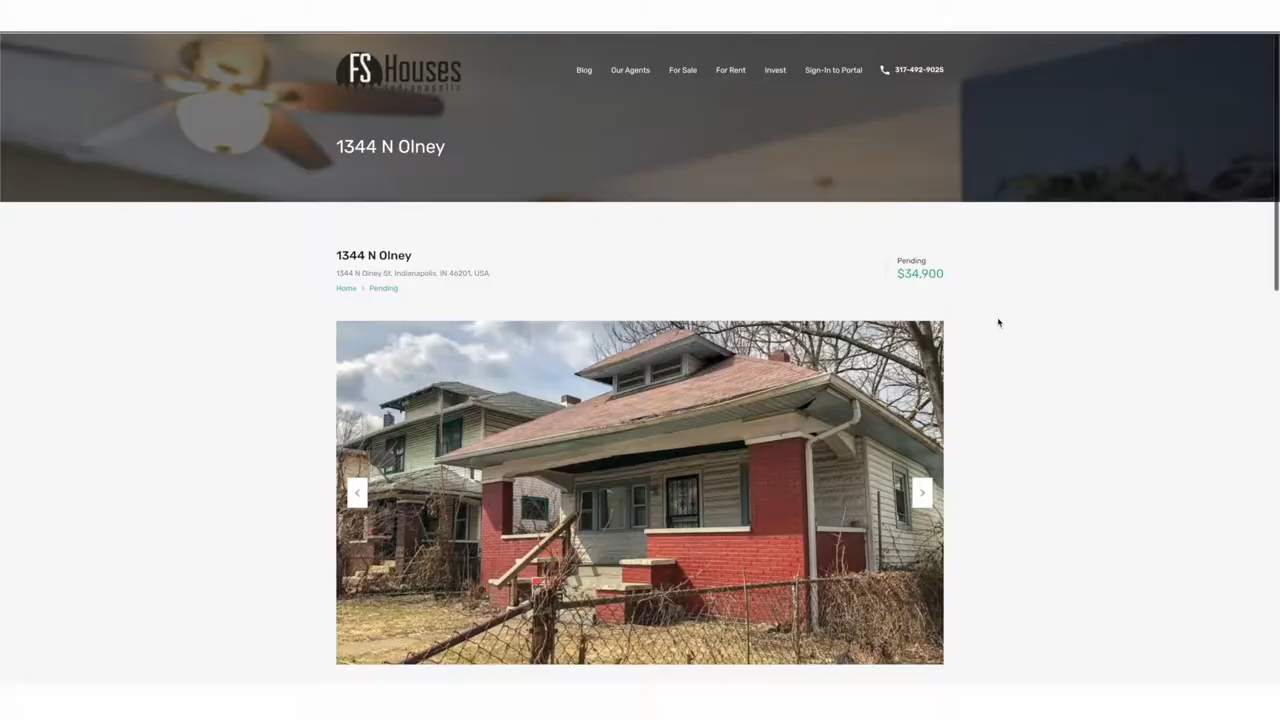 FS Houses
Indianapolis
Blog
Our Agents
For Sale
For Rent
Invest
Sign-In to Portal
317-492-9025
1344 N Olney
1344 N Olney
1344 N Olney St, Indianapolis, IN 46201, USA
Home > Pending
Pending
$34,900